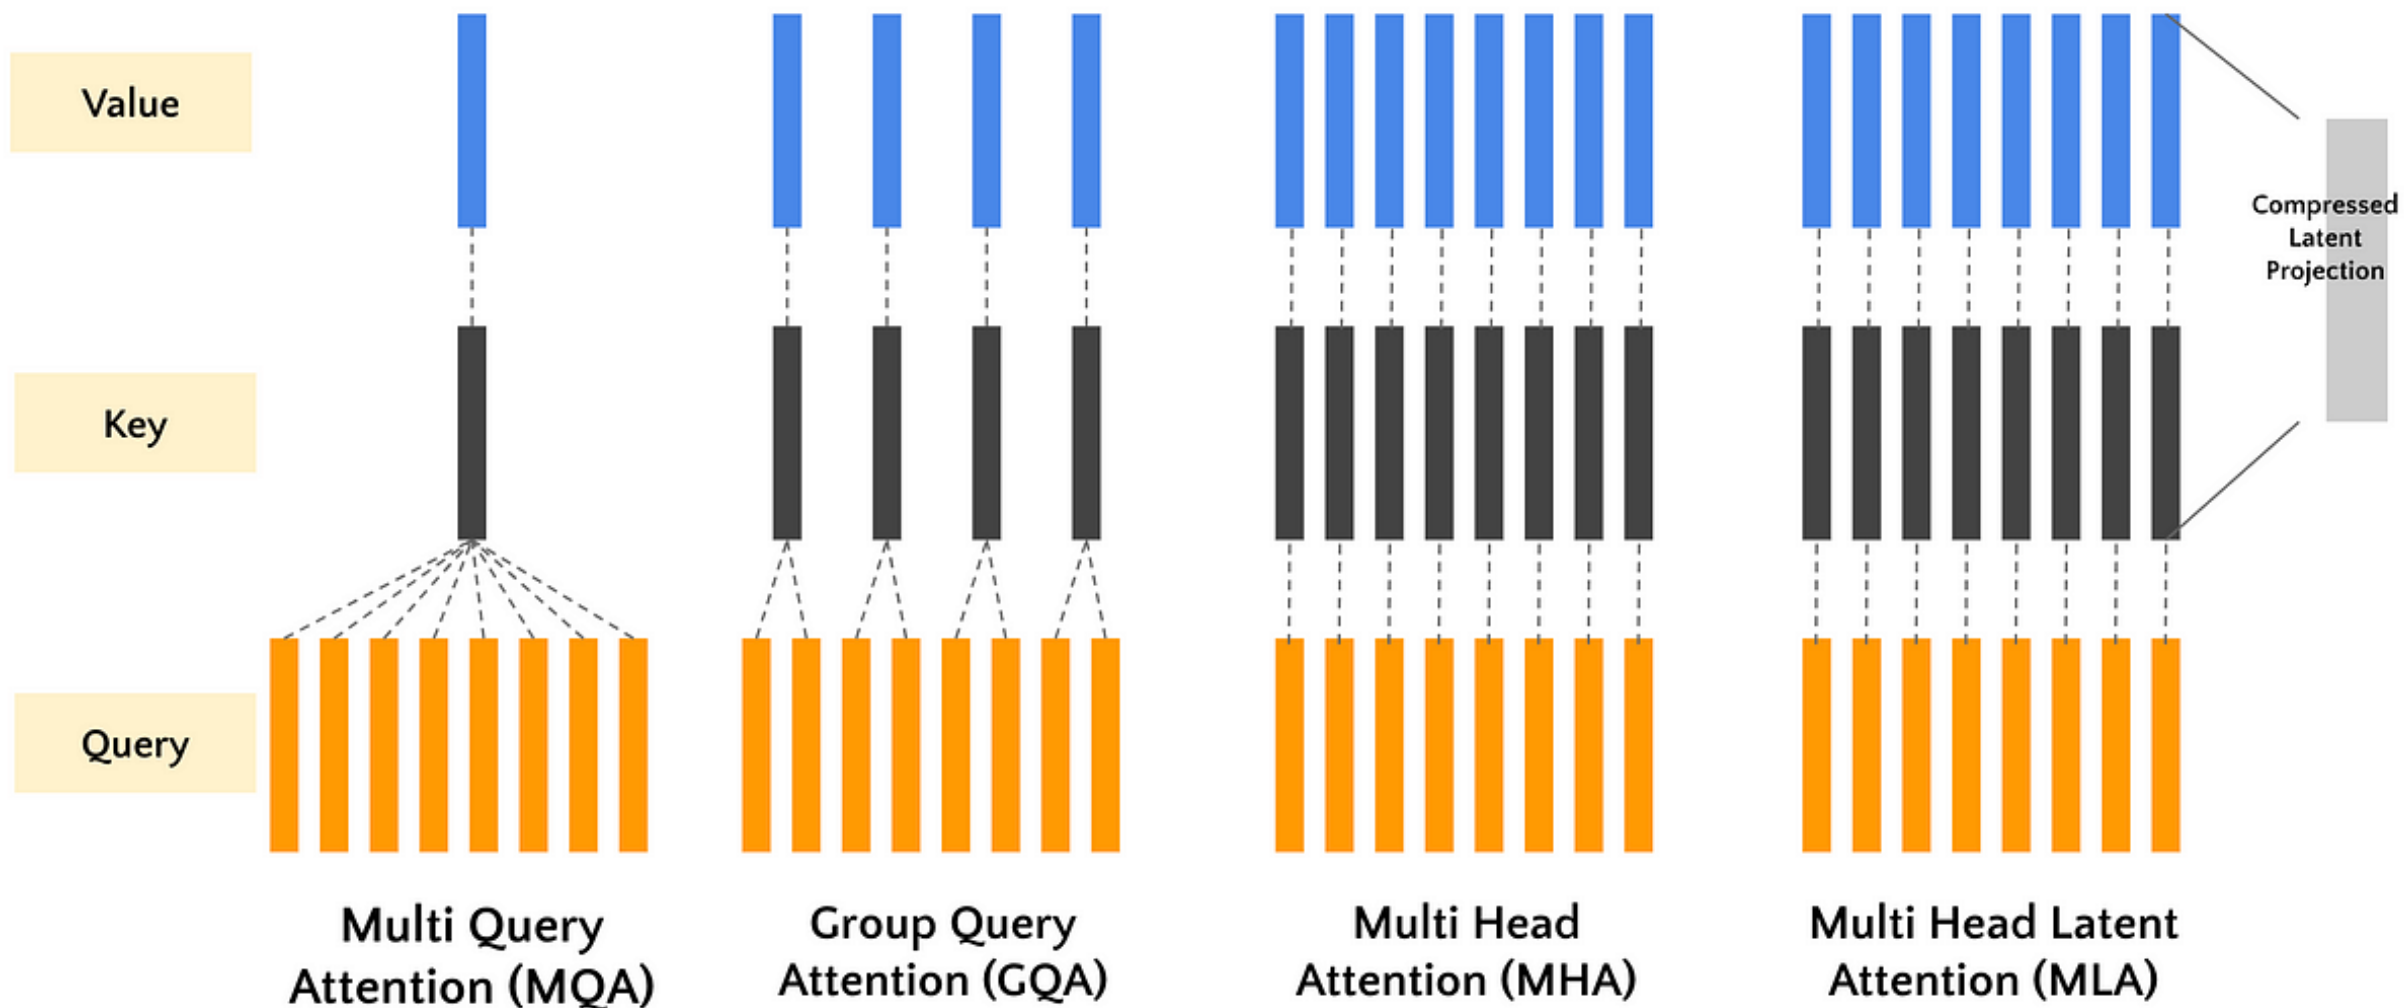 Value
Compressed
Latent
Projection
Key
Query
Multi Query
Attention (MQA)
Group Query
Attention (GQA)
Multi Head
Attention (MHA)
Multi Head Latent
Attention (MLA)